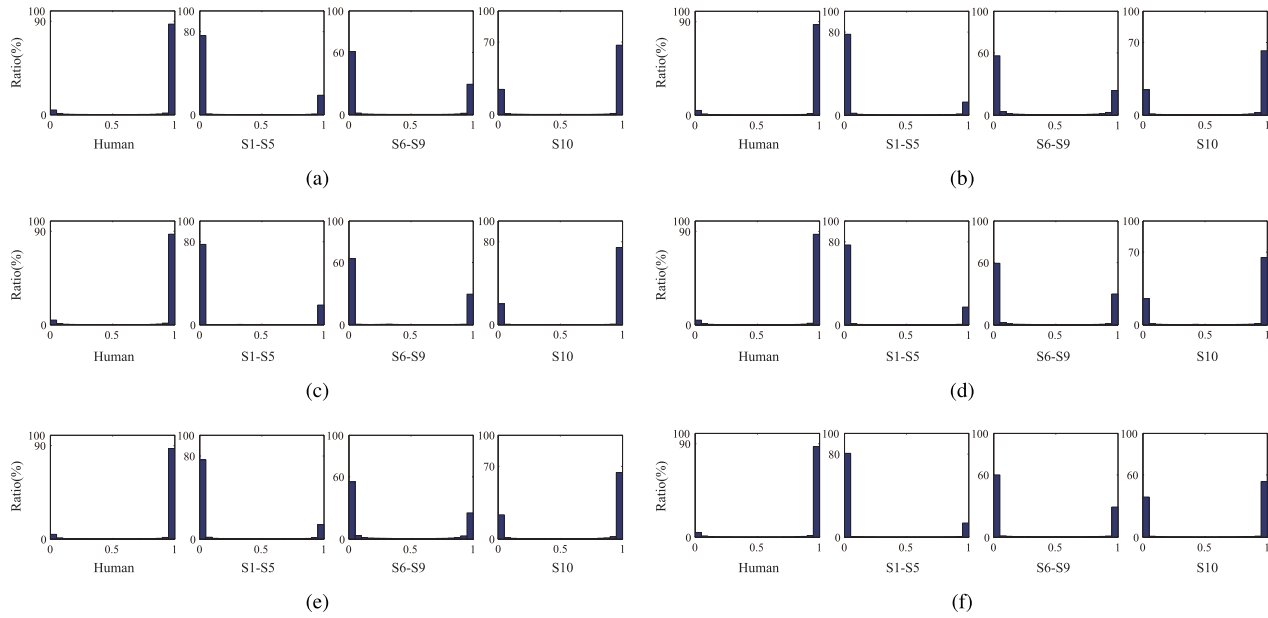 100 100 100 100 100 100 100 100
90 80 60 70 90 80 60 70
Ratio(%) Ratio(%)
0 0 0 0 0 0 0 0
0 0.5 1 0 0.5 1 0 0.5 1 0 0.5 1 0 0.5 1 0 0.5 1 0 0.5 1 0 0.5 1
Human S1-S5 S6-S9 S10 Human S1-S5 S6-S9 S10
(a) (b)
100 100 100 100 100 100 100 100
90 80 60 90 80 60 70
Ratio(%) Ratio(%)
0 0 0 0 0 0 0 0
0 0.5 1 0 0.5 1 0 0.5 1 0 0.5 1 0 0.5 1 0 0.5 1 0 0.5 1 0 0.5 1
Human S1-S5 S6-S9 S10 Human S1-S5 S6-S9 S10
(c) (d)
100 100 100 100 100 100 100 100
90 80 60 70 90 80 60 70
Ratio(%) Ratio(%)
0 0 0 0 0 0 0 0
0 0.5 1 0 0.5 1 0 0.5 1 0 0.5 1 0 0.5 1 0 0.5 1 0 0.5 1 0 0.5 1
Human S1-S5 S6-S9 S10 Human S1-S5 S6-S9 S10
(e) (f)